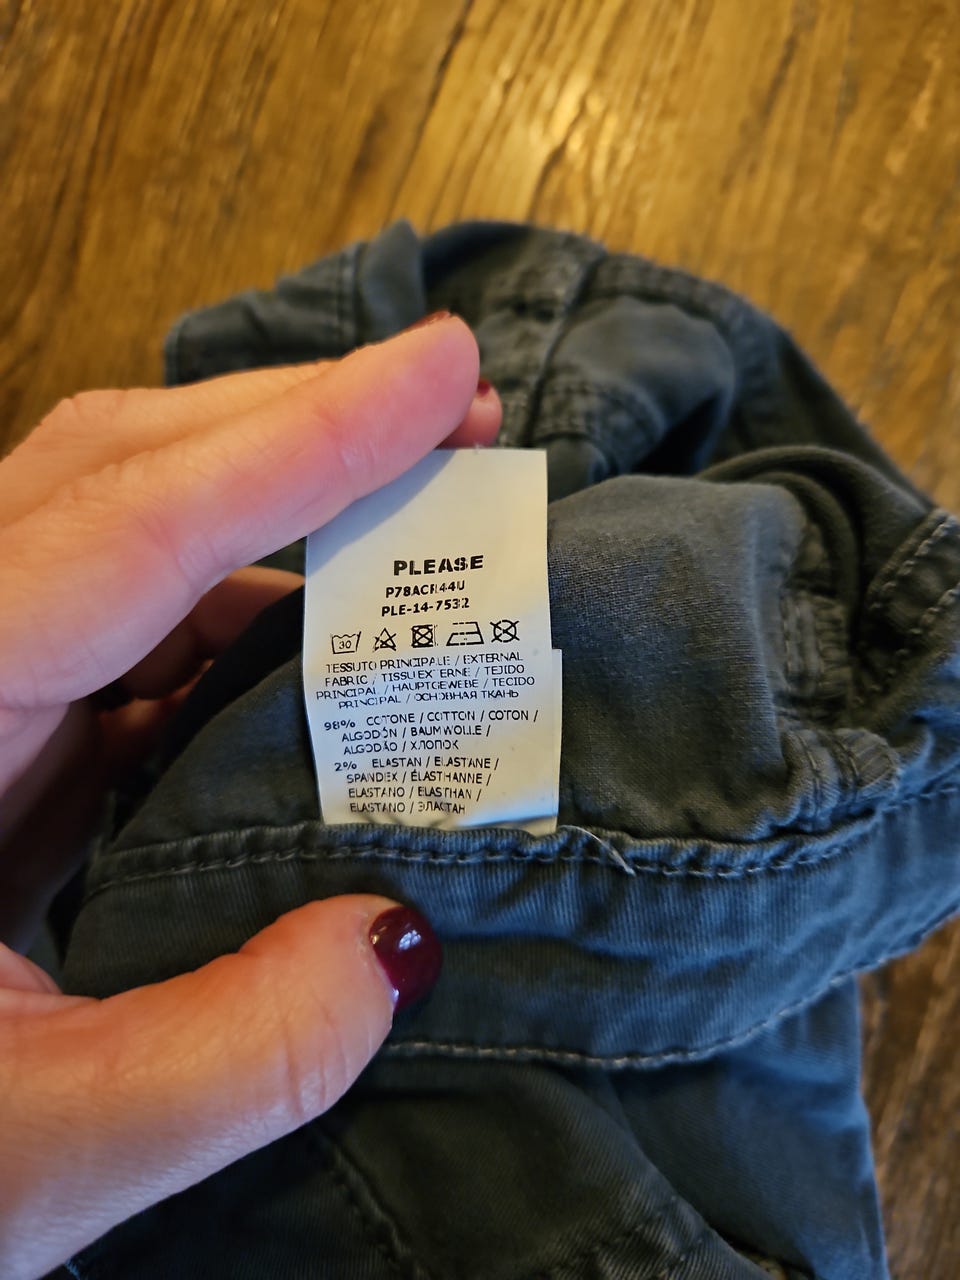 PLEASE
P78ACR44U
PLE-14-7532
30
TESSUTO PRINCIPALE / EXTERNAL
FABRIC / TISSU EXTERNE / TEJIDO
PRINCIPAL / HAUPTGEWEBE / TECIDO
PRINCIPAL / ОСНОВНАЯ ТКАНЬ
98% COTONE / COTTON / COTON /
ALGODÓN / BAUMWOLLE /
ALGODÃO / ХЛОПОК
2% ELASTAN / ELASTANE /
SPANDEX / ÉLASTHANNE /
ELASTANO / ELASTHAN /
ELASTANO / ЭЛАСТАН